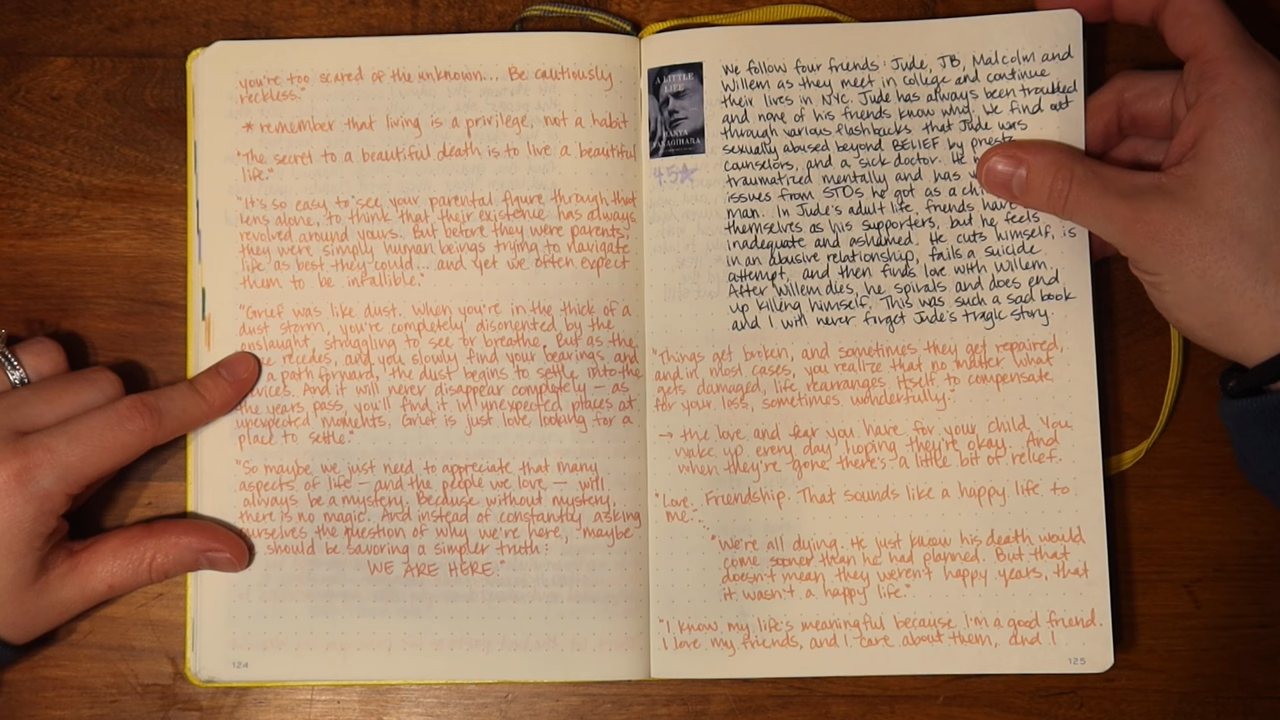 you're too scared of the unknown... Be cautiously
reckless."
* remember that living is a privilege, not a habit
"The secret to a beautiful death is to live a beautiful
life."
"It's so easy to see your parental figure through that
lens alone, to think that their existence has always
revolved around yours. But before they were parents,
they were simply human beings trying to navigate
life as best they could... and yet we often expect
them to be infallible."
"Grief was like dust. When you're in the thick of a
dust storm, you're completely disoriented by the
onslaught, struggling to see or breathe. But as the
recedes, and you slowly find your bearings, and
a path forward, the dust begins to settle into the
And it will never disappear completely — as
the years pass, you'll find it in unexpected places at
unexpected moments. Grief is just love looking for a
place to settle."
"So maybe we just need to appreciate that many
aspects of life — and the people we love — will
always be a mystery. Because without mystery,
there is no magic. And instead of constantly asking
ourselves the question of why we're here, maybe
should be savoring a simpler truth:
WE ARE HERE."
124
A LITTLE
LIFE
HANYA
YANAGIHARA
4.5☆
We follow four friends: Jude, JB, Malcolm and
Willem as they meet in college and continue
their lives in NYC. Jude has always been troubled
and none of his friends know why. We find out
through various flashbacks that Jude was
sexually abused beyond BELIEF by priests
counselors, and a sick doctor. He
traumatized mentally and has
issues from STDs he got as a
man. In Jude's adult life, friends have
themselves as his supporters, but he feels
inadequate and ashamed. He cuts himself, is
in an abusive relationship, fails a suicide
attempt, and then finds love with Willem.
After Willem dies, he spirals and does end
up killing himself. This was such a sad book
and I will never forget Jude's tragic story.
"Things get broken, and sometimes they get repaired,
and in most cases, you realize that no matter what
gets damaged, life rearranges itself to compensate
for your loss, sometimes wonderfully."
→ the love and fear you have for your child. You
wake up every day hoping they're okay. And
when they're gone there's a little bit of relief.
"Love. Friendship. That sounds like a happy life to
me."
"We're all dying. He just knew his death would
come sooner than he had planned. But that
doesn't mean they weren't happy years, that
it wasn't a happy life."
"I know my life's meaningful because I'm a good friend.
I love my friends, and I care about them, and I
125